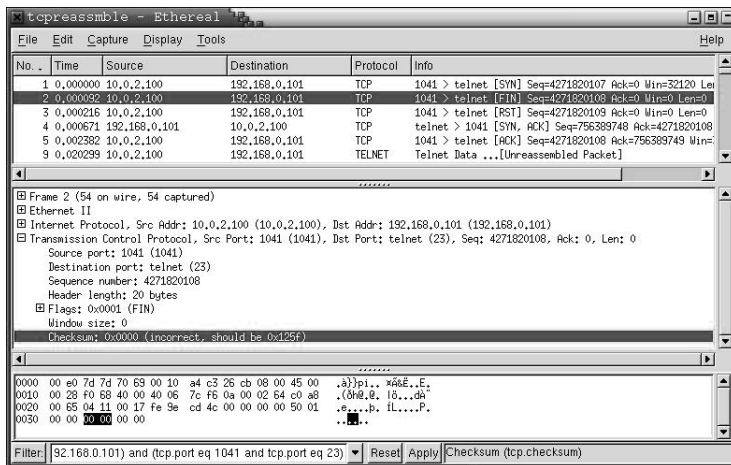 tcpreassmble - Ethereal
File Edit Capture Display Tools Help
No. . Time Source Destination Protocol Info
1 0.000000 10.0.2.100 192.168.0.101 TCP 1041 > telnet [SYN] Seq=4271820107 Ack=0 Win=32120 Le
2 0.000092 10.0.2.100 192.168.0.101 TCP 1041 > telnet [FIN] Seq=4271820108 Ack=0 Win=0 Len=0
3 0.000216 10.0.2.100 192.168.0.101 TCP 1041 > telnet [RST] Seq=4271820109 Ack=0 Win=0 Len=0
4 0.000671 192.168.0.101 10.0.2.100 TCP telnet > 1041 [SYN, ACK] Seq=756389748 Ack=4271820108
5 0.002382 10.0.2.100 192.168.0.101 TCP 1041 > telnet [ACK] Seq=4271820108 Ack=756389749 Win=
9 0.020299 10.0.2.100 192.168.0.101 TELNET Telnet Data ...[Unreassembled Packet]
Frame 2 (54 on wire, 54 captured)
Ethernet II
Internet Protocol, Src Addr: 10.0.2.100 (10.0.2.100), Dst Addr: 192.168.0.101 (192.168.0.101)
Transmission Control Protocol, Src Port: 1041 (1041), Dst Port: telnet (23), Seq: 4271820108, Ack: 0, Len: 0
Source port: 1041 (1041)
Destination port: telnet (23)
Sequence number: 4271820108
Header length: 20 bytes
Flags: 0x0001 (FIN)
Window size: 0
Checksum: 0x0000 (incorrect, should be 0x125f)
0000 00 e0 7d 7d 70 69 00 10 a4 c3 26 cb 08 00 45 00 .à}}pi.. ¤Ã&Ë..E.
0010 00 28 f0 68 40 00 40 06 7c f6 0a 00 02 64 c0 a8 .(ðh@.@. |ö...dÀ¨
0020 00 65 04 11 00 17 fe 9e cd 4c 00 00 00 00 50 01 .e....þ. ÍL....P.
0030 00 00 00 00 00 00 ......
Filter: 92.168.0.101) and (tcp.port eq 1041 and tcp.port eq 23) Reset Apply Checksum (tcp.checksum)